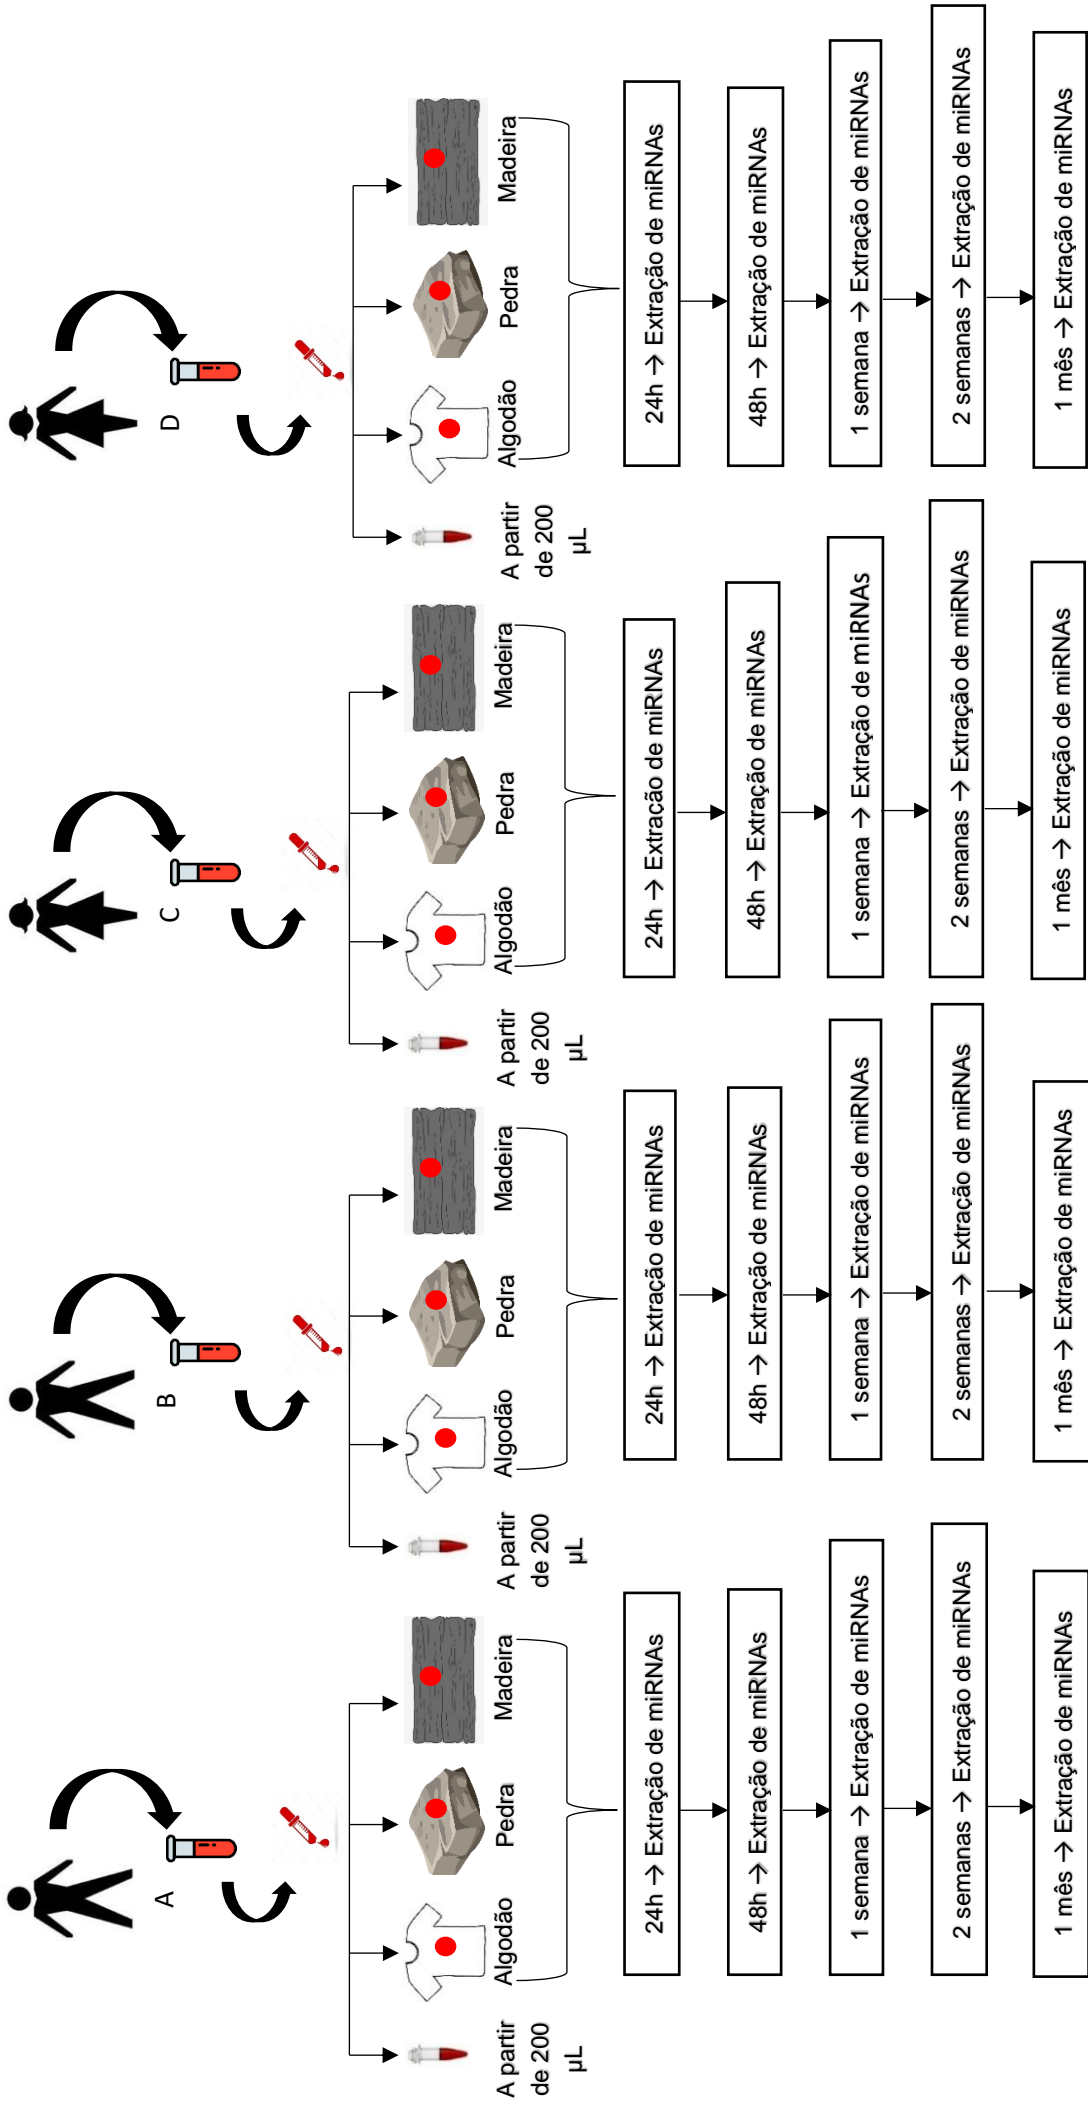 A
B
C
D
A partir
de 200
µL
Algodão
Pedra
Madeira
A partir
de 200
µL
Algodão
Pedra
Madeira
A partir
de 200
µL
Algodão
Pedra
Madeira
A partir
de 200
µL
Algodão
Pedra
Madeira
24h → Extração de miRNAs
24h → Extração de miRNAs
24h → Extração de miRNAs
24h → Extração de miRNAs
48h → Extração de miRNAs
48h → Extração de miRNAs
48h → Extração de miRNAs
48h → Extração de miRNAs
1 semana → Extração de miRNAs
1 semana → Extração de miRNAs
1 semana → Extração de miRNAs
1 semana → Extração de miRNAs
2 semanas → Extração de miRNAs
2 semanas → Extração de miRNAs
2 semanas → Extração de miRNAs
2 semanas → Extração de miRNAs
1 mês → Extração de miRNAs
1 mês → Extração de miRNAs
1 mês → Extração de miRNAs
1 mês → Extração de miRNAs